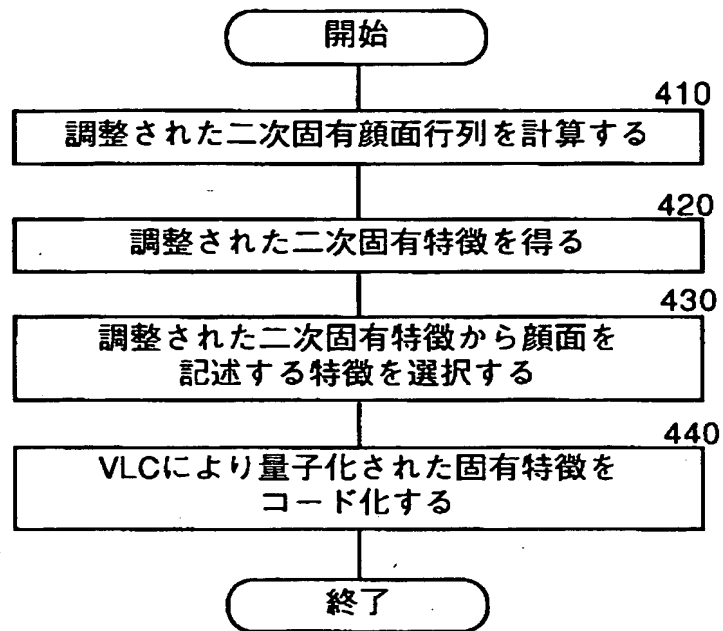 開始
410
調整された二次固有顔面行列を計算する
420
調整された二次固有特徴を得る
430
調整された二次固有特徴から顔面を
記述する特徴を選択する
440
VLCにより量子化された固有特徴を
コード化する
終了